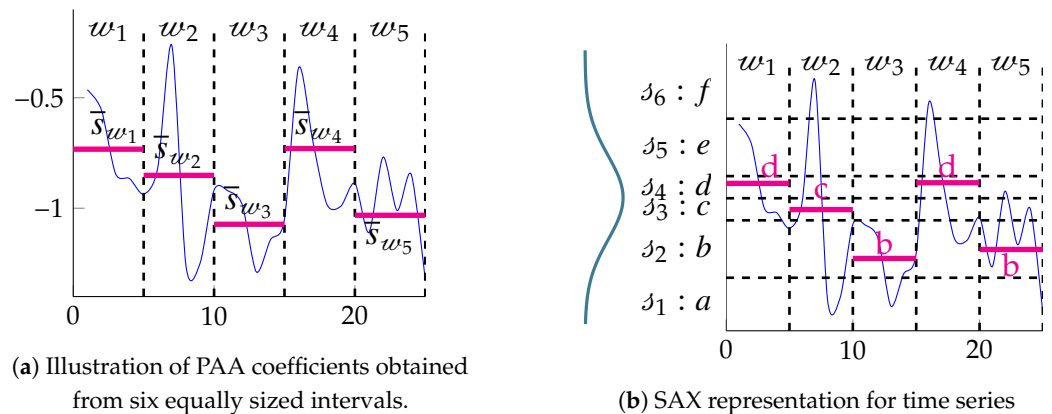 w₁ w₂ w₃ w₄ w₅
−0.5
−1
s̅w₁
s̅w₂
s̅w₃
s̅w₄
s̅w₅
0 10 20
(a) Illustration of PAA coefficients obtained
from six equally sized intervals.
w₁ w₂ w₃ w₄ w₅
s₆ : f
s₅ : e
s₄ : d
s₃ : c
s₂ : b
s₁ : a
d c b d b
0 10 20
(b) SAX representation for time series